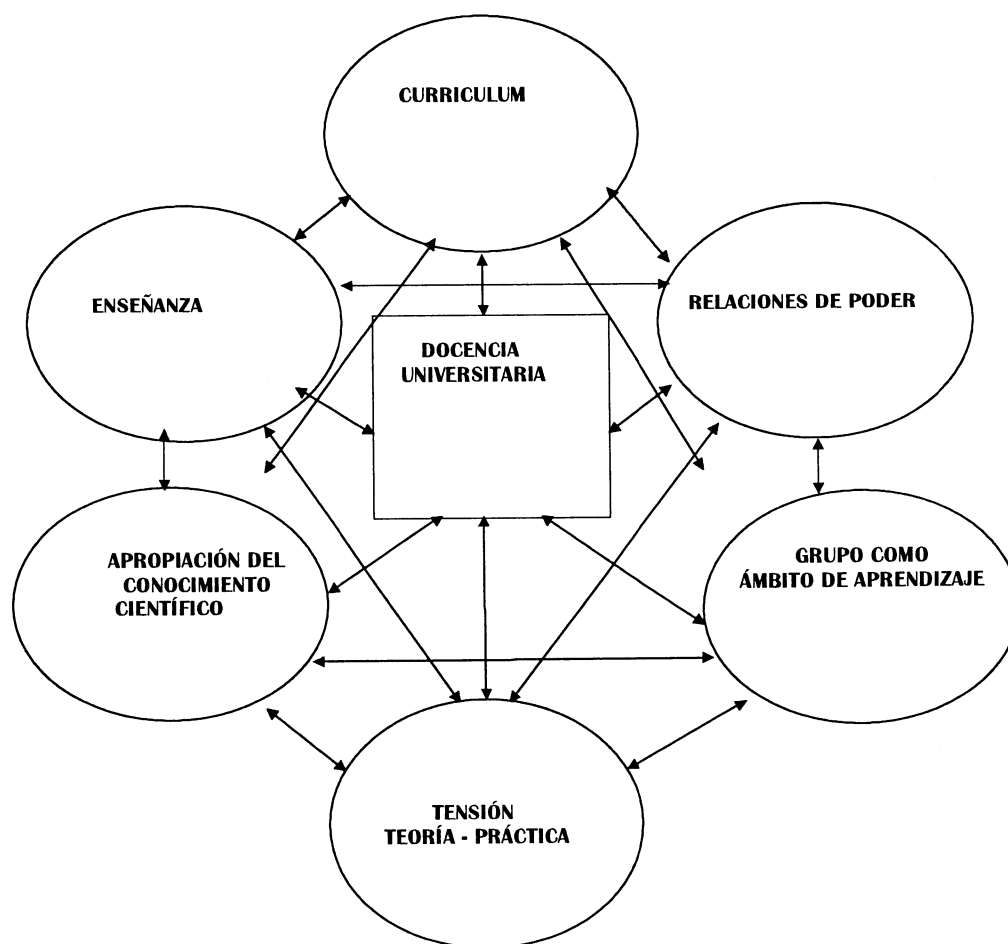 CURRICULUM
ENSEÑANZA
RELACIONES DE PODER
DOCENCIA
UNIVERSITARIA
APROPIACIÓN DEL
CONOCIMIENTO
CIENTÍFICO
GRUPO COMO
ÁMBITO DE APRENDIZAJE
TENSIÓN
TEORÍA - PRÁCTICA